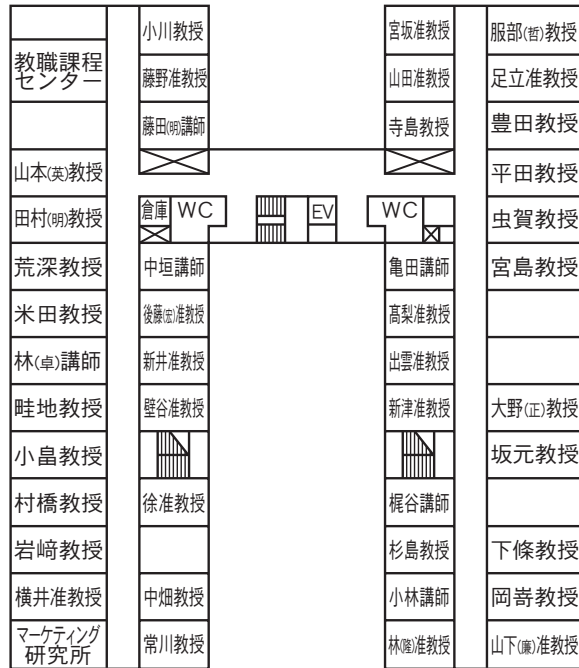 小川教授
宮坂准教授
服部(哲)教授
教職課程
センター
藤野准教授
山田准教授
足立准教授
藤田(明)講師
寺島教授
豊田教授
山本(英)教授
平田教授
田村(明)教授
倉庫
WC
EV
WC
虫賀教授
荒深教授
中垣講師
亀田講師
宮島教授
米田教授
後藤(宏)准教授
髙梨准教授
林(卓)講師
新井准教授
出雲准教授
畦地教授
壁谷准教授
新津准教授
大野(正)教授
小畠教授
坂元教授
村橋教授
徐准教授
梶谷講師
岩﨑教授
杉島教授
下條教授
横井准教授
中畑教授
小林講師
岡嵜教授
マーケティング
研究所
常川教授
林(隆)准教授
山下(廉)准教授